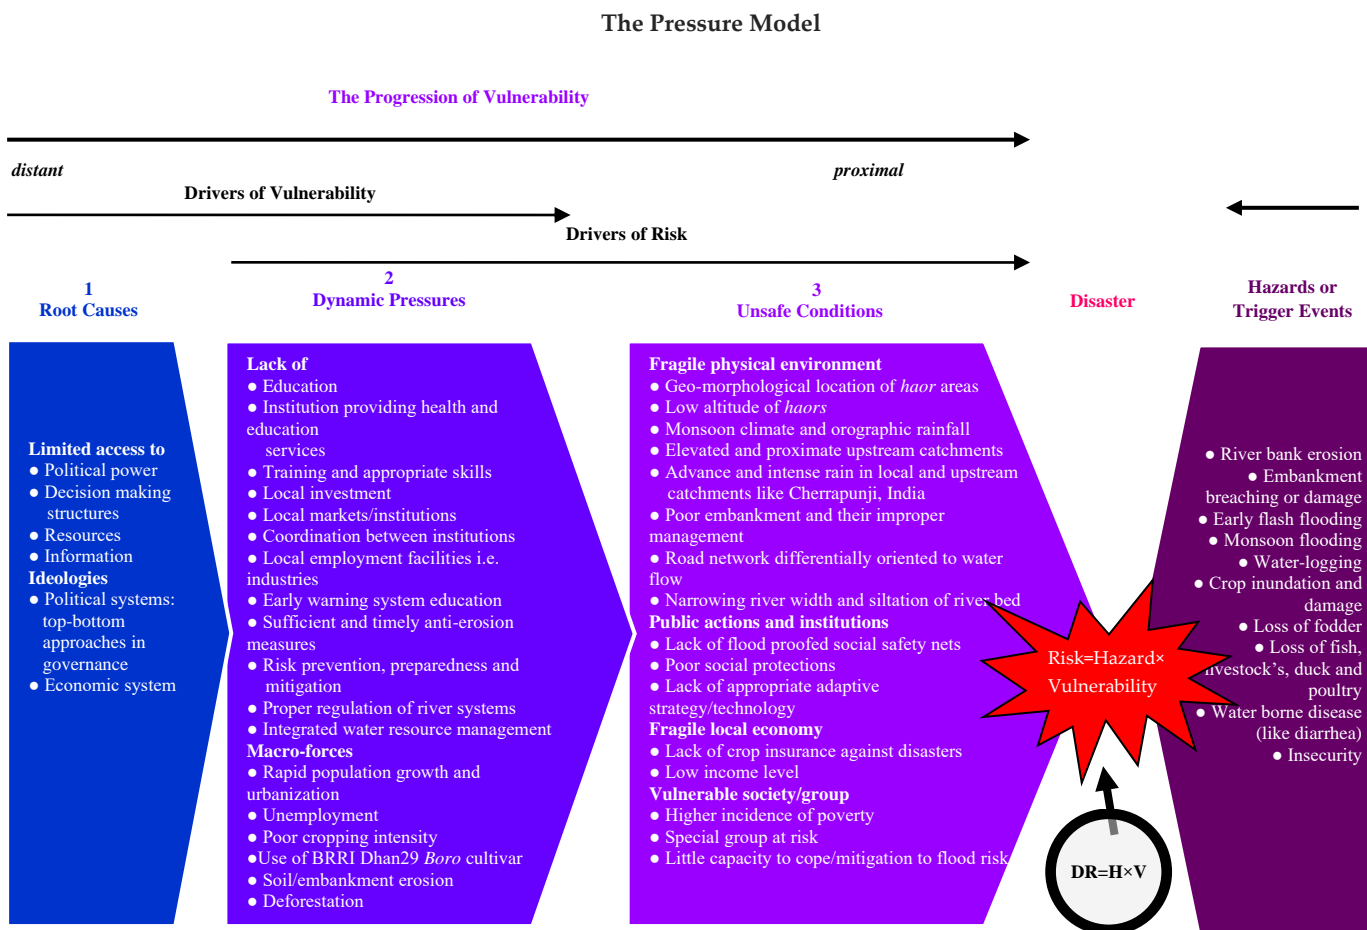 The Pressure Model
The Progression of Vulnerability
distant
proximal
Drivers of Vulnerability
Drivers of Risk
1
Root Causes
2
Dynamic Pressures
3
Unsafe Conditions
Disaster
Hazards or
Trigger Events
Limited access to
● Political power
● Decision making
structures
● Resources
● Information
Ideologies
● Political systems:
top-bottom
approaches in
governance
● Economic system
Lack of
● Education
● Institution providing health and
education
services
● Training and appropriate skills
● Local investment
● Local markets/institutions
● Coordination between institutions
● Local employment facilities i.e.
industries
● Early warning system education
● Sufficient and timely anti-erosion
measures
● Risk prevention, preparedness and
mitigation
● Proper regulation of river systems
● Integrated water resource management
Macro-forces
● Rapid population growth and
urbanization
● Unemployment
● Poor cropping intensity
●Use of BRRI Dhan29 Boro cultivar
● Soil/embankment erosion
● Deforestation
Fragile physical environment
● Geo-morphological location of haor areas
● Low altitude of haors
● Monsoon climate and orographic rainfall
● Elevated and proximate upstream catchments
● Advance and intense rain in local and upstream
catchments like Cherrapunji, India
● Poor embankment and their improper
management
● Road network differentially oriented to water
flow
● Narrowing river width and siltation of river bed
Public actions and institutions
● Lack of flood proofed social safety nets
● Poor social protections
● Lack of appropriate adaptive
strategy/technology
Fragile local economy
● Lack of crop insurance against disasters
● Low income level
Vulnerable society/group
● Higher incidence of poverty
● Special group at risk
● Little capacity to cope/mitigation to flood risk
Risk=Hazard×
Vulnerability
DR=H×V
● River bank erosion
● Embankment
breaching or damage
● Early flash flooding
● Monsoon flooding
● Water-logging
● Crop inundation and
damage
● Loss of fodder
● Loss of fish,
livestock's, duck and
poultry
● Water borne disease
(like diarrhea)
● Insecurity